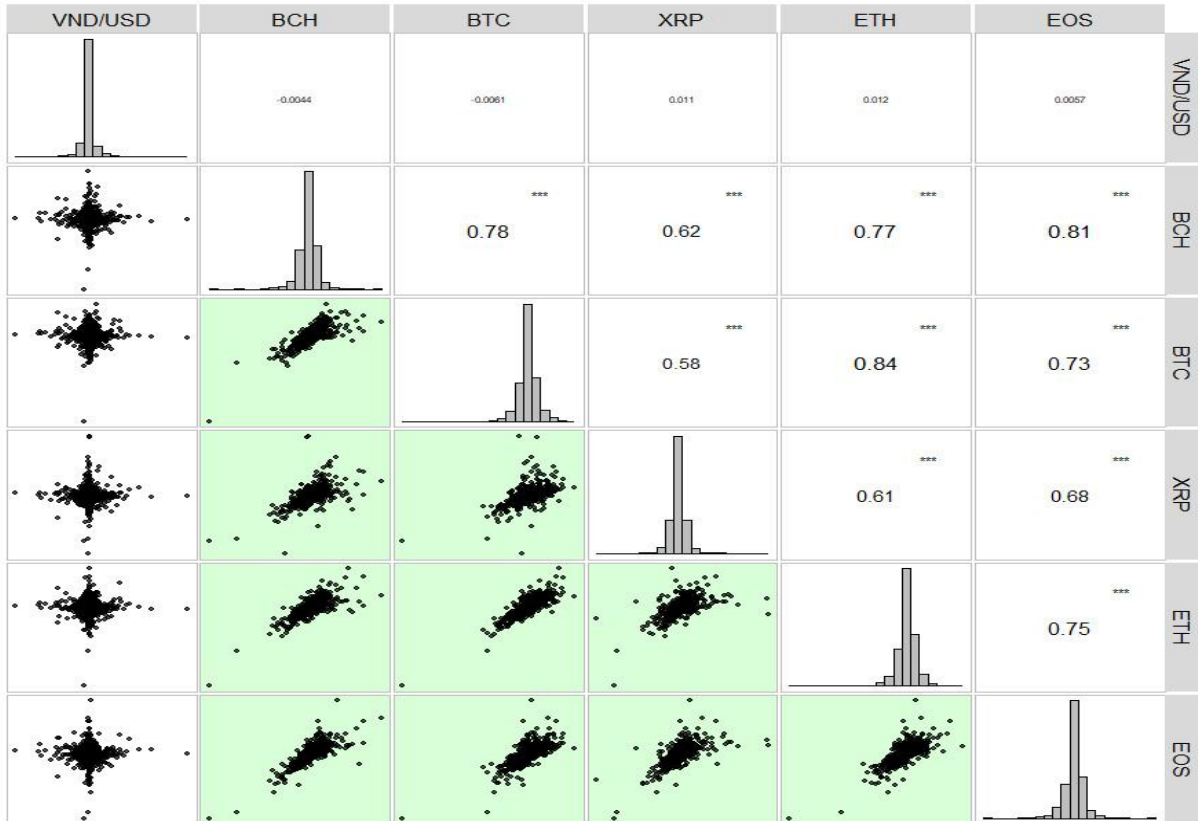 VND/USD BCH BTC XRP ETH EOS
-0.0044 -0.0061 0.011 0.012 0.0057 VND/USD
*** *** *** ***
0.78 0.62 0.77 0.81 BCH
*** *** ***
0.58 0.84 0.73 BTC
*** ***
0.61 0.68 XRP
***
0.75 ETH
EOS